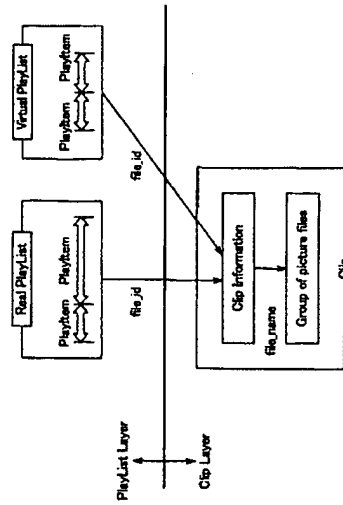 Real PlayList
PlayItem
PlayItem
Virtual PlayList
PlayItem
PlayItem
file_id
file_id
PlayList Layer
Clip Layer
Clip Information
file_name
Group of picture files
Clip